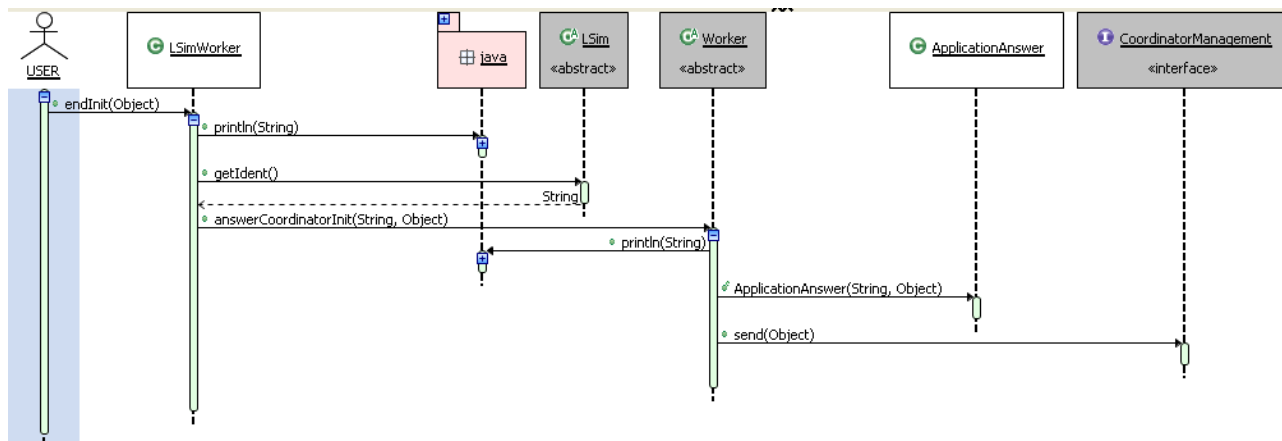 USER
LSimWorker
java
LSim
«abstract»
Worker
«abstract»
ApplicationAnswer
CoordinatorManagement
«interface»
endInit(Object)
println(String)
getIdent()
String
answerCoordinatorInit(String, Object)
println(String)
ApplicationAnswer(String, Object)
send(Object)